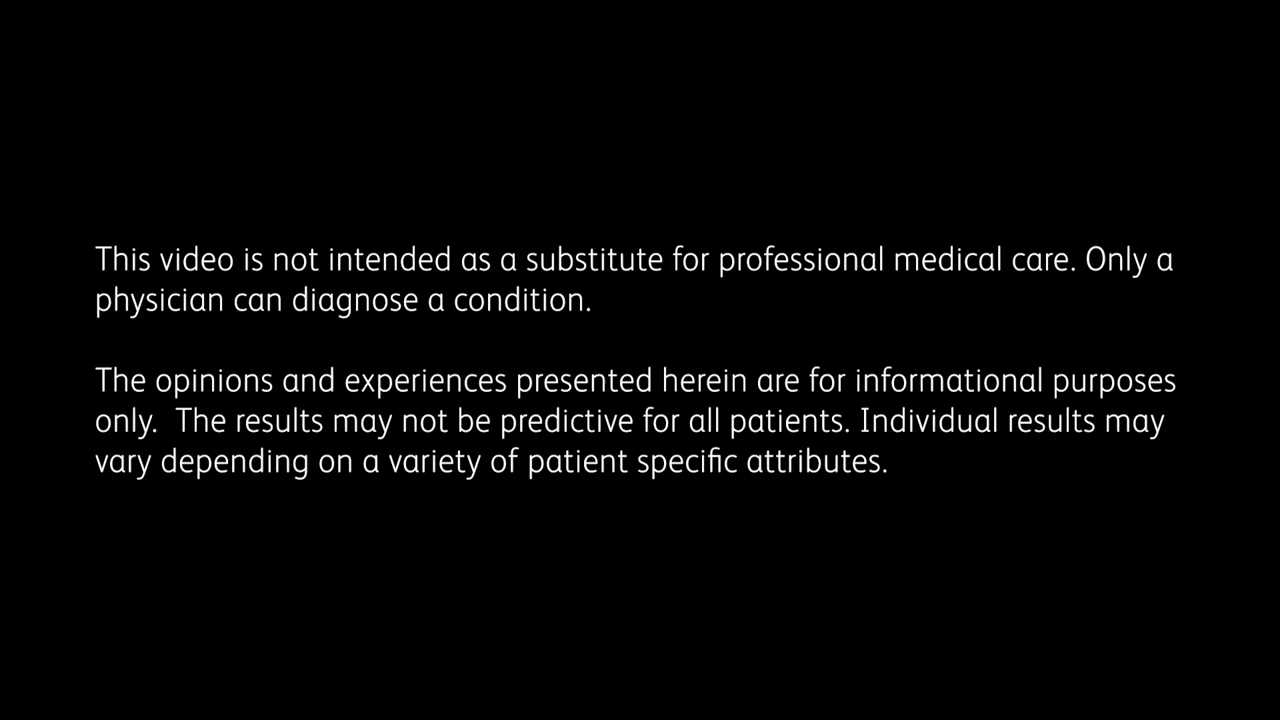 This video is not intended as a substitute for professional medical care. Only a
physician can diagnose a condition.
The opinions and experiences presented herein are for informational purposes
only.  The results may not be predictive for all patients. Individual results may
vary depending on a variety of patient specific attributes.